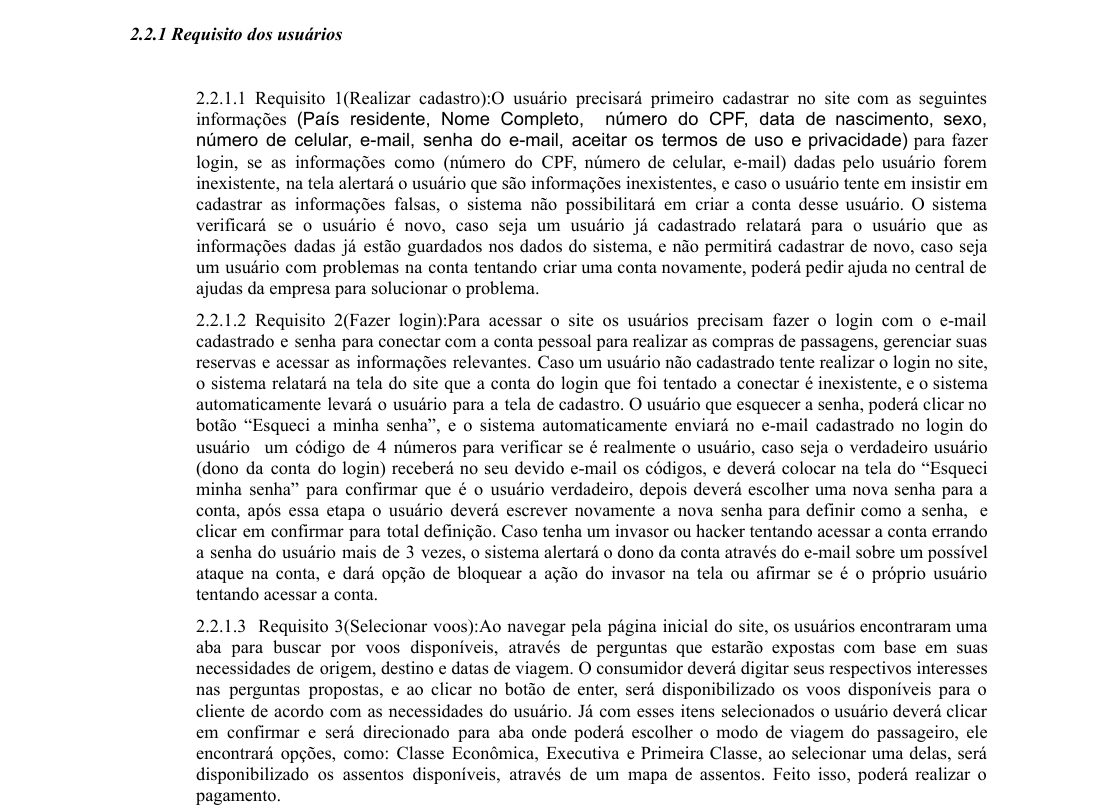 2.2.1 Requisito dos usuários
2.2.1.1 Requisito 1(Realizar cadastro):O usuário precisará primeiro cadastrar no site com as seguintes
informações (País residente, Nome Completo, número do CPF, data de nascimento, sexo,
número de celular, e-mail, senha do e-mail, aceitar os termos de uso e privacidade) para fazer
login, se as informações como (número do CPF, número de celular, e-mail) dadas pelo usuário forem
inexistente, na tela alertará o usuário que são informações inexistentes, e caso o usuário tente em insistir em
cadastrar as informações falsas, o sistema não possibilitará em criar a conta desse usuário. O sistema
verificará se o usuário é novo, caso seja um usuário já cadastrado relatará para o usuário que as
informações dadas já estão guardados nos dados do sistema, e não permitirá cadastrar de novo, caso seja
um usuário com problemas na conta tentando criar uma conta novamente, poderá pedir ajuda no central de
ajudas da empresa para solucionar o problema.
2.2.1.2 Requisito 2(Fazer login):Para acessar o site os usuários precisam fazer o login com o e-mail
cadastrado e senha para conectar com a conta pessoal para realizar as compras de passagens, gerenciar suas
reservas e acessar as informações relevantes. Caso um usuário não cadastrado tente realizar o login no site,
o sistema relatará na tela do site que a conta do login que foi tentado a conectar é inexistente, e o sistema
automaticamente levará o usuário para a tela de cadastro. O usuário que esquecer a senha, poderá clicar no
botão “Esqueci a minha senha”, e o sistema automaticamente enviará no e-mail cadastrado no login do
usuário um código de 4 números para verificar se é realmente o usuário, caso seja o verdadeiro usuário
(dono da conta do login) receberá no seu devido e-mail os códigos, e deverá colocar na tela do “Esqueci
minha senha” para confirmar que é o usuário verdadeiro, depois deverá escolher uma nova senha para a
conta, após essa etapa o usuário deverá escrever novamente a nova senha para definir como a senha, e
clicar em confirmar para total definição. Caso tenha um invasor ou hacker tentando acessar a conta errando
a senha do usuário mais de 3 vezes, o sistema alertará o dono da conta através do e-mail sobre um possível
ataque na conta, e dará opção de bloquear a ação do invasor na tela ou afirmar se é o próprio usuário
tentando acessar a conta.
2.2.1.3 Requisito 3(Selecionar voos):Ao navegar pela página inicial do site, os usuários encontraram uma
aba para buscar por voos disponíveis, através de perguntas que estarão expostas com base em suas
necessidades de origem, destino e datas de viagem. O consumidor deverá digitar seus respectivos interesses
nas perguntas propostas, e ao clicar no botão de enter, será disponibilizado os voos disponíveis para o
cliente de acordo com as necessidades do usuário. Já com esses itens selecionados o usuário deverá clicar
em confirmar e será direcionado para aba onde poderá escolher o modo de viagem do passageiro, ele
encontrará opções, como: Classe Econômica, Executiva e Primeira Classe, ao selecionar uma delas, será
disponibilizado os assentos disponíveis, através de um mapa de assentos. Feito isso, poderá realizar o
pagamento.